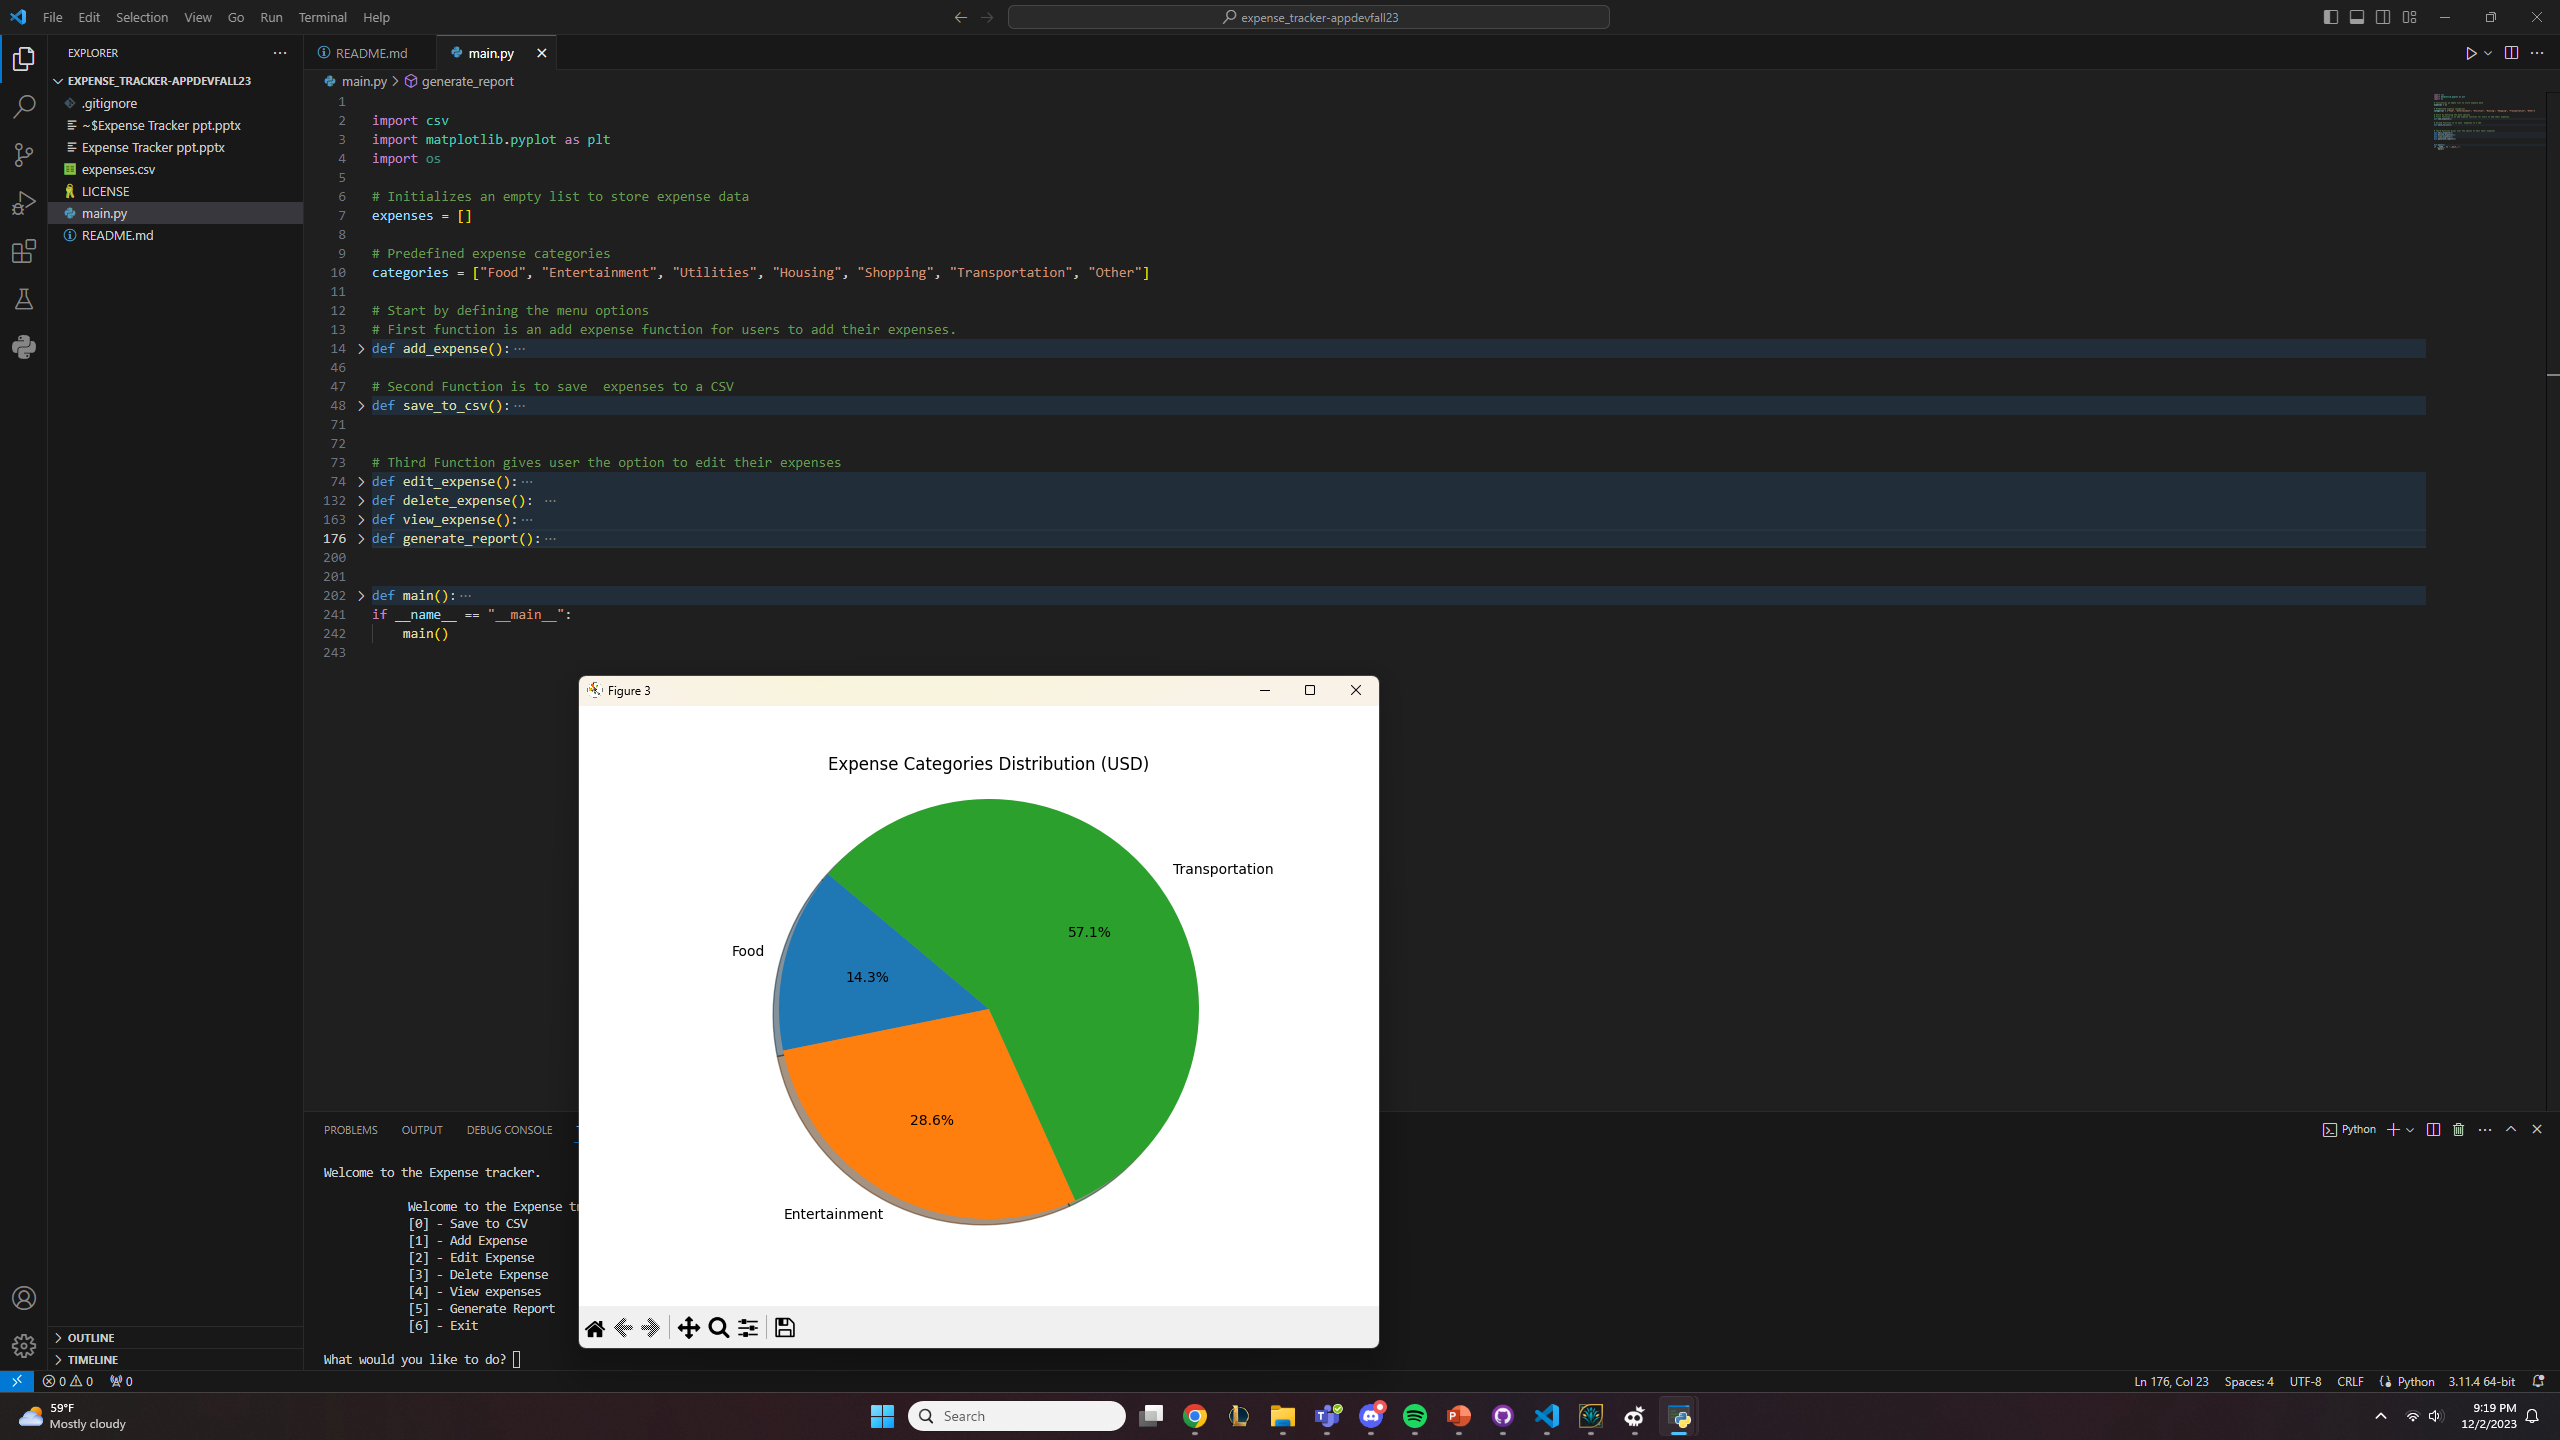 File Edit Selection View Go Run Terminal Help
expense_tracker-appdevfall23
EXPLORER
EXPENSE_TRACKER-APPDEVFALL23
.gitignore
~$Expense Tracker ppt.pptx
Expense Tracker ppt.pptx
expenses.csv
LICENSE
main.py
README.md
OUTLINE
TIMELINE
README.md main.py
main.py > generate_report
1
2 import csv
3 import matplotlib.pyplot as plt
4 import os
5
6 # Initializes an empty list to store expense data
7 expenses = []
8
9 # Predefined expense categories
10 categories = ["Food", "Entertainment", "Utilities", "Housing", "Shopping", "Transportation", "Other"]
11
12 # Start by defining the menu options
13 # First function is an add expense function for users to add their expenses.
14 def add_expense():···
46
47 # Second Function is to save  expenses to a CSV
48 def save_to_csv():···
71
72
73 # Third Function gives user the option to edit their expenses
74 def edit_expense():···
132 def delete_expense(): ···
163 def view_expense():···
176 def generate_report():···
200
201
202 def main():···
241 if __name__ == "__main__":
242 main()
243
Figure 3
Expense Categories Distribution (USD)
Transportation
57.1%
Food
14.3%
28.6%
Entertainment
PROBLEMS OUTPUT DEBUG CONSOLE
Python
Welcome to the Expense tracker.
Welcome to the Expense
[0] - Save to CSV
[1] - Add Expense
[2] - Edit Expense
[3] - Delete Expense
[4] - View expenses
[5] - Generate Report
[6] - Exit
What would you like to do?
0 0 0
Ln 176, Col 23 Spaces: 4 UTF-8 CRLF Python 3.11.4 64-bit
59°F
Mostly cloudy
Search
9:19 PM
12/2/2023